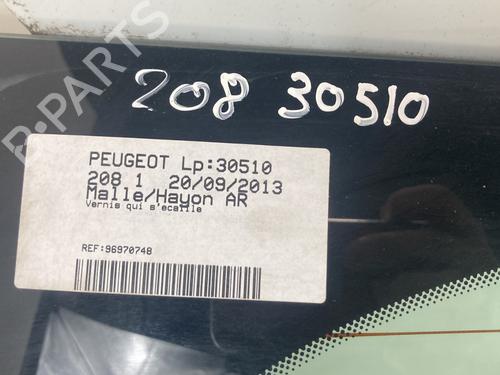 208 30510
PEUGEOT Lp:30510
208 1 20/09/2013
Malle/Hayon AR
Vernis qui s'ecaille
REF:96970748
B-PARTS